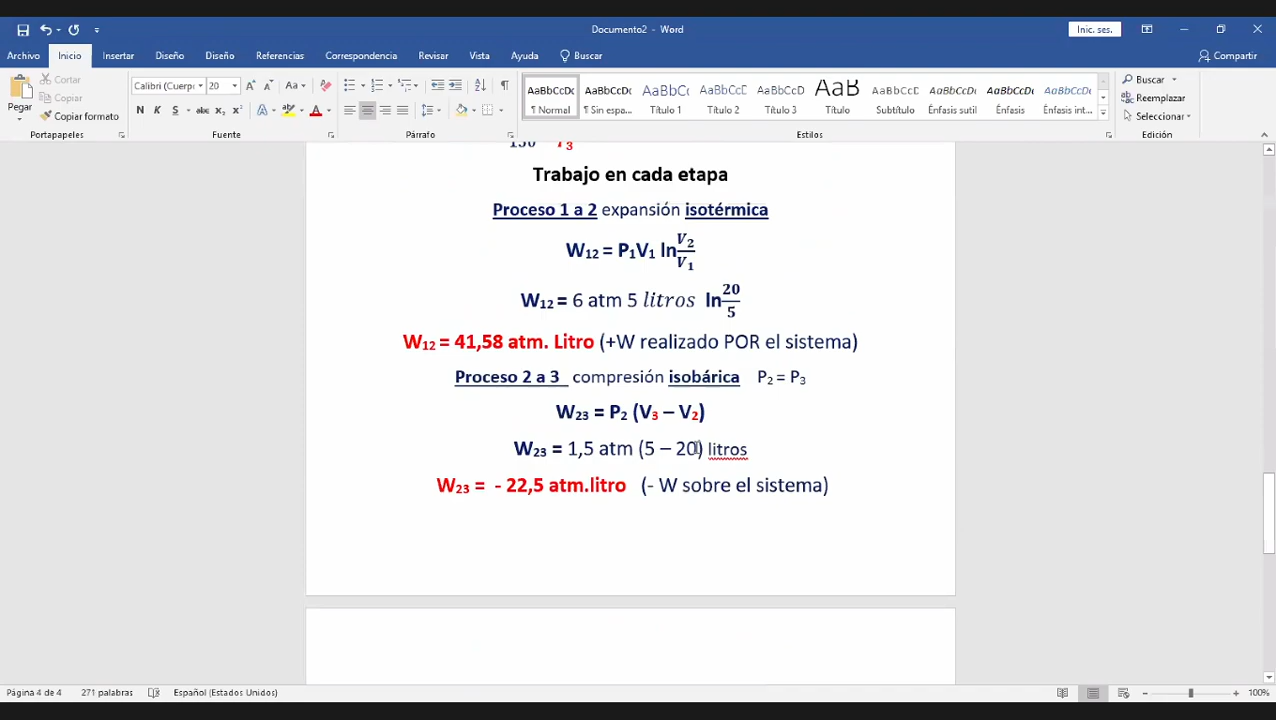 Documento2 - Word
Inic. ses.
Archivo Inicio Insertar Diseño Diseño Referencias Correspondencia Revisar Vista Ayuda Buscar Compartir
Pegar
Cortar
Copiar
Copiar formato
Portapapeles
Calibri (Cuerp 20
Aa
N K S abc x₂ x²
A A
Fuente
Párrafo
AaBbCcDc AaBbCcDc AaBbCc AaBbCcC AaBbCcD AaB AaBbCcD AaBbCcDc AaBbCcDc AaBbCcDc
¶ Normal ¶ Sin espa... Título 1 Título 2 Título 3 Título Subtítulo Énfasis sutil Énfasis Énfasis int...
Estilos
Buscar
Reemplazar
Seleccionar
Edición
Trabajo en cada etapa
Proceso 1 a 2 expansión isotérmica
W₁₂ = P₁V₁ ln V₂/V₁
W₁₂ = 6 atm 5 litros ln 20/5
W₁₂ = 41,58 atm. Litro (+W realizado POR el sistema)
Proceso 2 a 3 compresión isobárica P₂ = P₃
W₂₃ = P₂ (V₃ – V₂)
W₂₃ = 1,5 atm (5 – 20) litros
W₂₃ = - 22,5 atm.litro (- W sobre el sistema)
Página 4 de 4 271 palabras Español (Estados Unidos) 100%